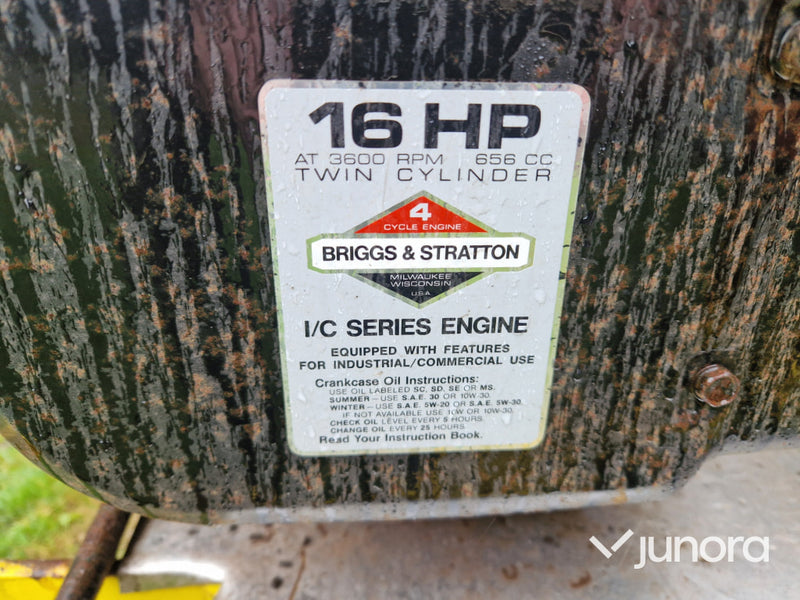 16 HP
AT 3600 RPM 656 CC
TWIN CYLINDER
4
CYCLE ENGINE
BRIGGS & STRATTON
MILWAUKEE
WISCONSIN
U.S.A.
I/C SERIES ENGINE
EQUIPPED WITH FEATURES
FOR INDUSTRIAL/COMMERCIAL USE
Crankcase Oil Instructions:
USE OIL LABELED SC, SD, SE OR MS.
SUMMER – USE S.A.E. 30 OR 10W-30.
WINTER – USE S.A.E. 5W-20 OR S.A.E. 5W-30.
IF NOT AVAILABLE USE 10W OR 10W-30.
CHECK OIL LEVEL EVERY 5 HOURS.
CHANGE OIL EVERY 25 HOURS.
Read Your Instruction Book.
junora